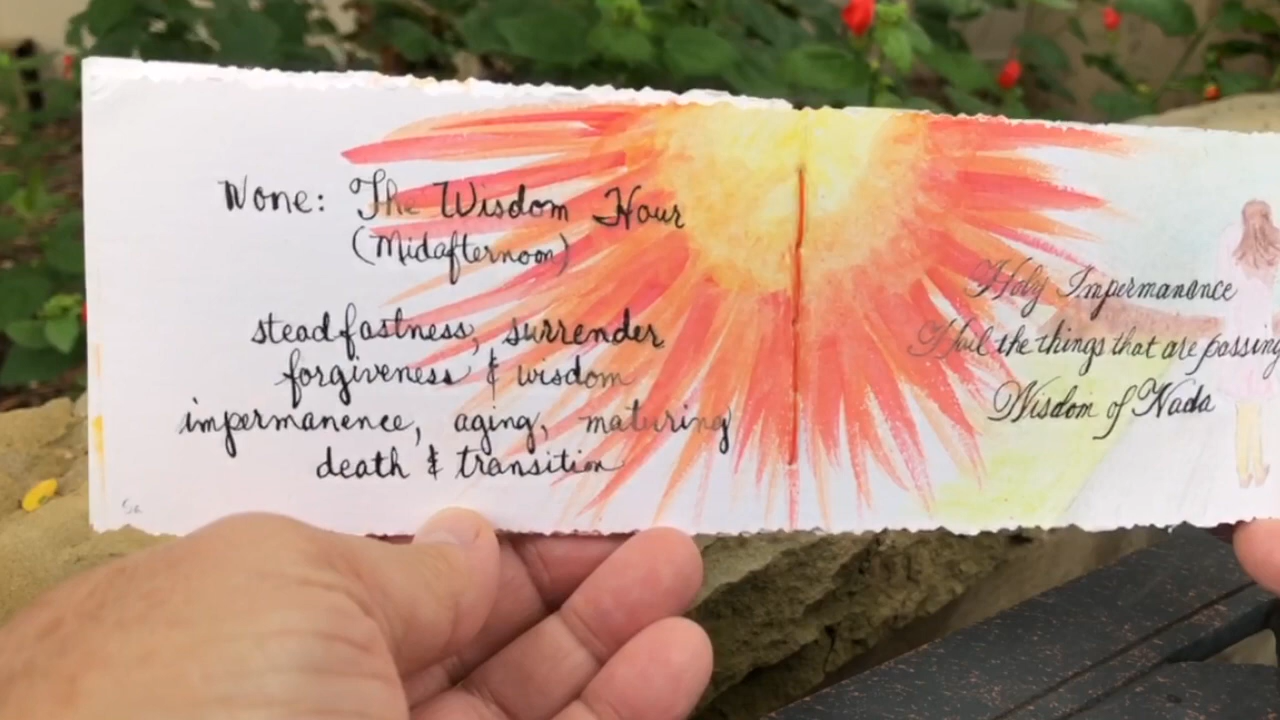 None: The Wisdom Hour
(Midafternoon)
steadfastness, surrender
forgiveness & wisdom
impermanence, aging, maturing
death & transition
Holy Impermanance
Hail the things that are passing
Wisdom of Nada